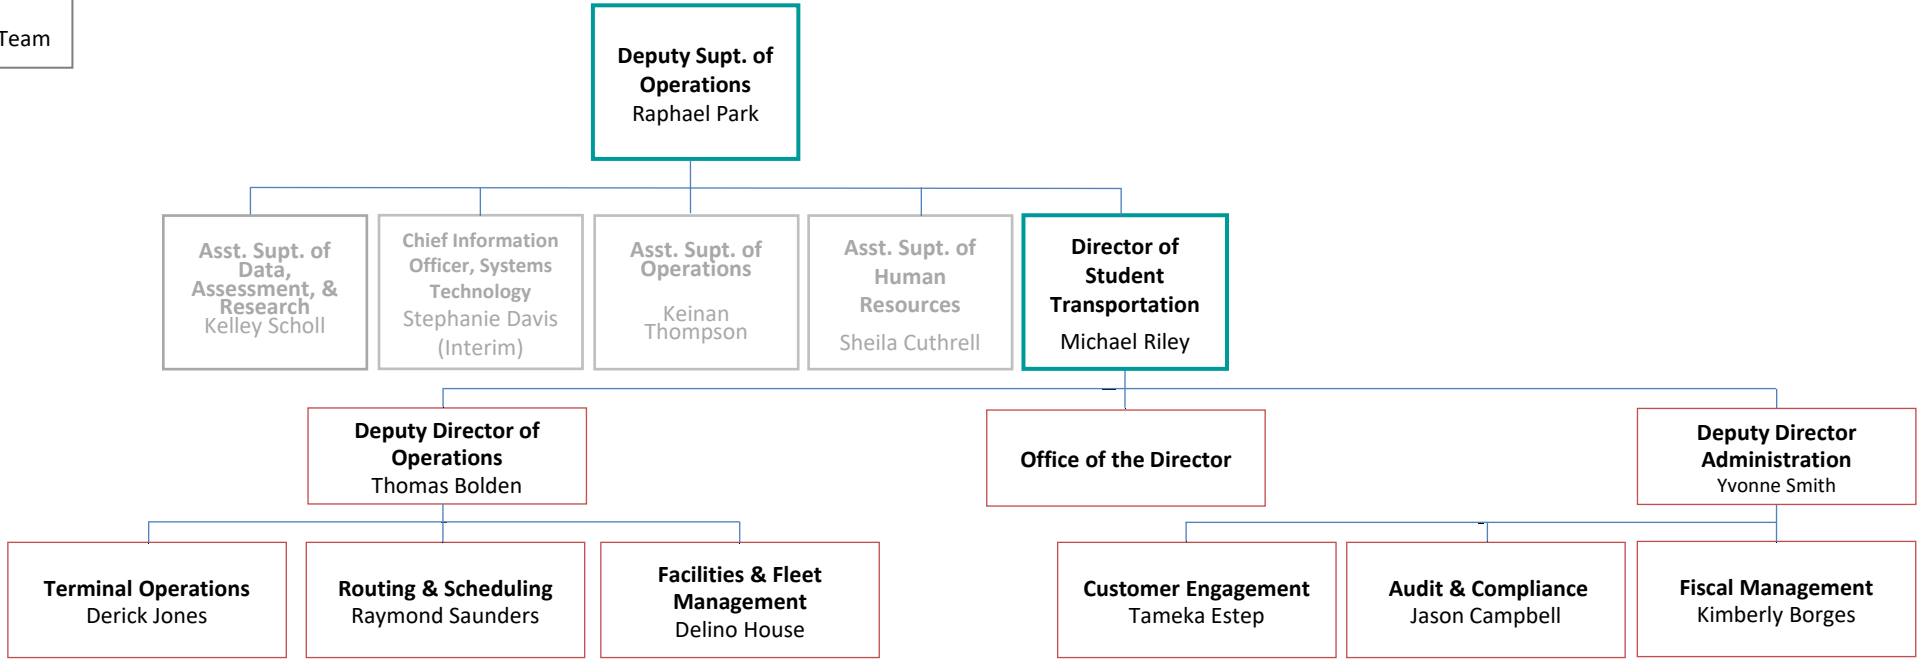 Team
Deputy Supt. of
Operations
Raphael Park
Asst. Supt. of
Data,
Assessment, &
Research
Kelley Scholl
Chief Information
Officer, Systems
Technology
Stephanie Davis
(Interim)
Asst. Supt. of
Operations
Keinan
Thompson
Asst. Supt. of
Human
Resources
Sheila Cuthrell
Director of
Student
Transportation
Michael Riley
Deputy Director of
Operations
Thomas Bolden
Office of the Director
Deputy Director
Administration
Yvonne Smith
Terminal Operations
Derick Jones
Routing & Scheduling
Raymond Saunders
Facilities & Fleet
Management
Delino House
Customer Engagement
Tameka Estep
Audit & Compliance
Jason Campbell
Fiscal Management
Kimberly Borges